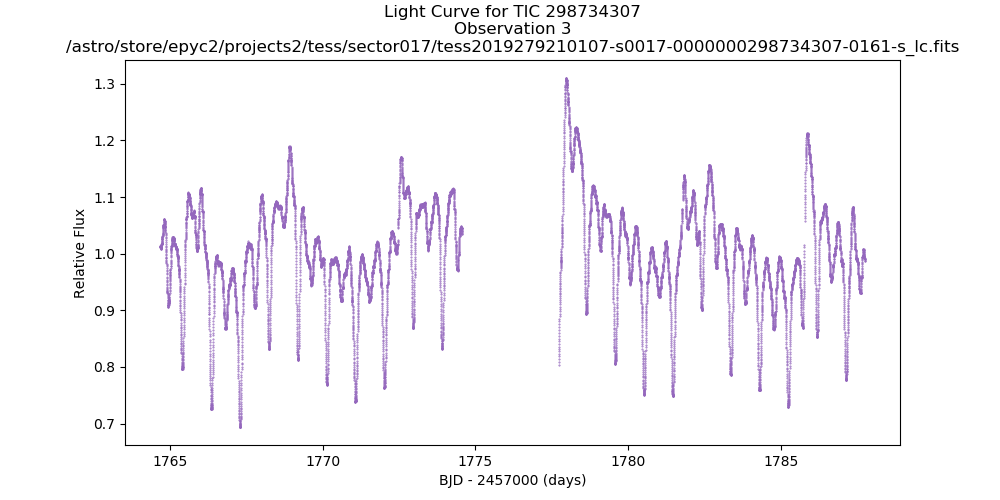 Light Curve for TIC 298734307
Observation 3
/astro/store/epyc2/projects2/tess/sector017/tess2019279210107-s0017-0000000298734307-0161-s_lc.fits
1.3
1.2
1.1
1.0
0.9
0.8
0.7
Relative Flux
1765
1770
1775
1780
1785
BJD - 2457000 (days)